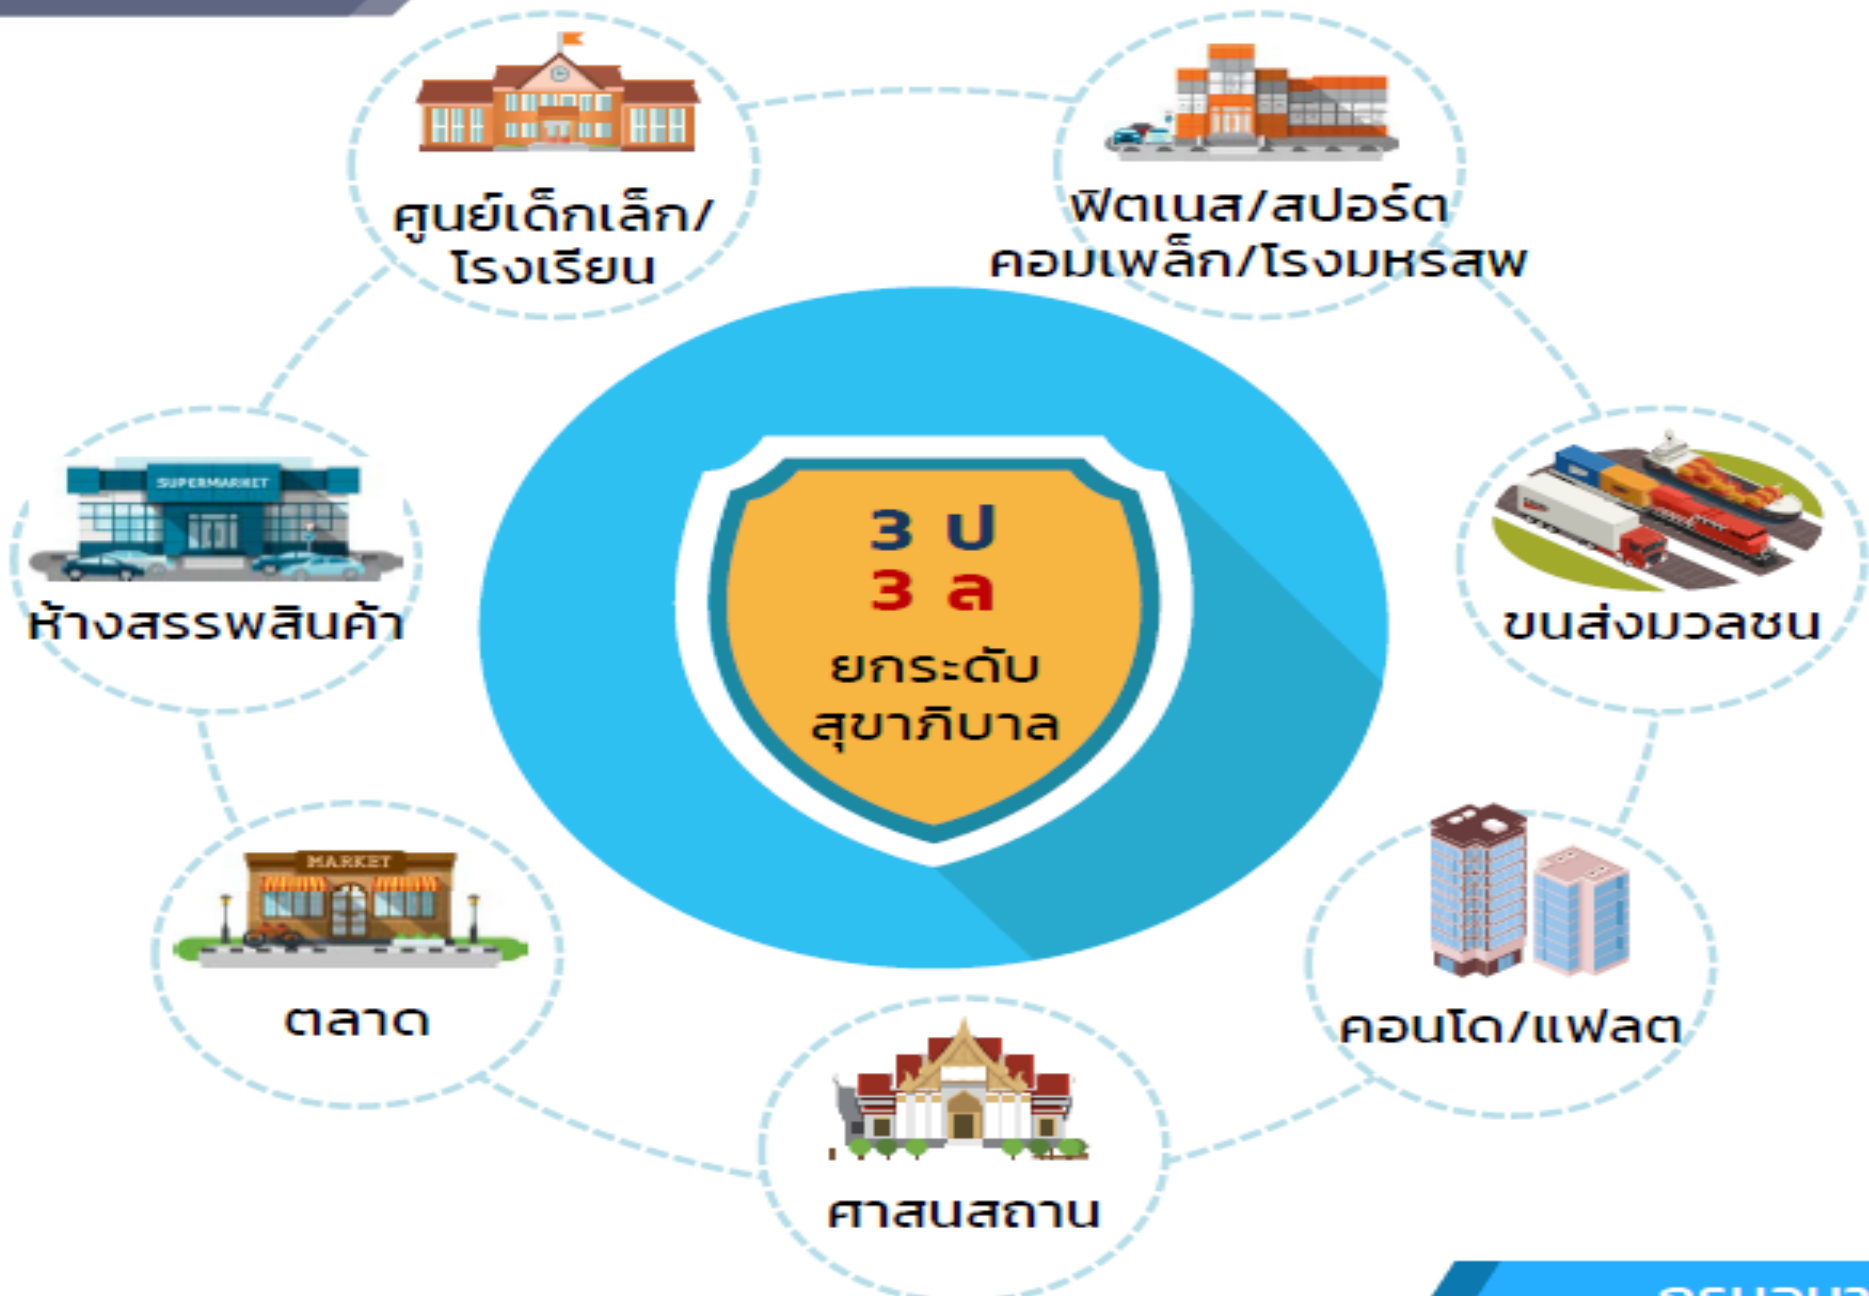 ศูนย์เด็กเล็ก/
โรงเรียน
ฟิตเนส/สปอร์ต
คอมเพล็ก/โรงมหรสพ
SUPERMARKET
ห้างสรรพสินค้า
3 ป
3 ล
ยกระดับ
สุขาภิบาล
ขนส่งมวลชน
MARKET
ตลาด
คอนโด/แฟลต
ศาสนสถาน